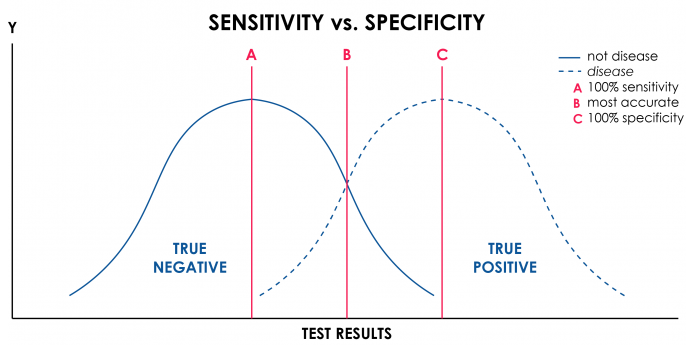 SENSITIVITY vs. SPECIFICITY
Y
A
B
C
not disease
disease
A 100% sensitivity
B most accurate
C 100% specificity
TRUE
NEGATIVE
TRUE
POSITIVE
TEST RESULTS